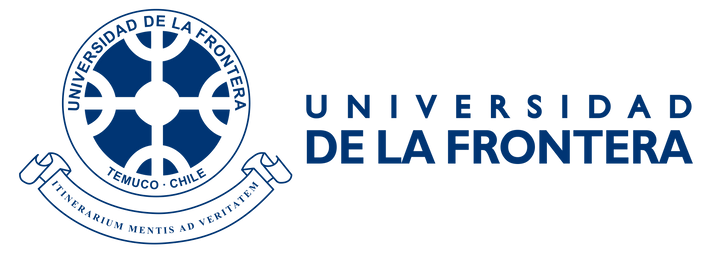 UNIVERSIDAD DE LA FRONTERA
TEMUCO · CHILE
ITINERARIUM MENTIS AD VERITATEM
UNIVERSIDAD
DE LA FRONTERA